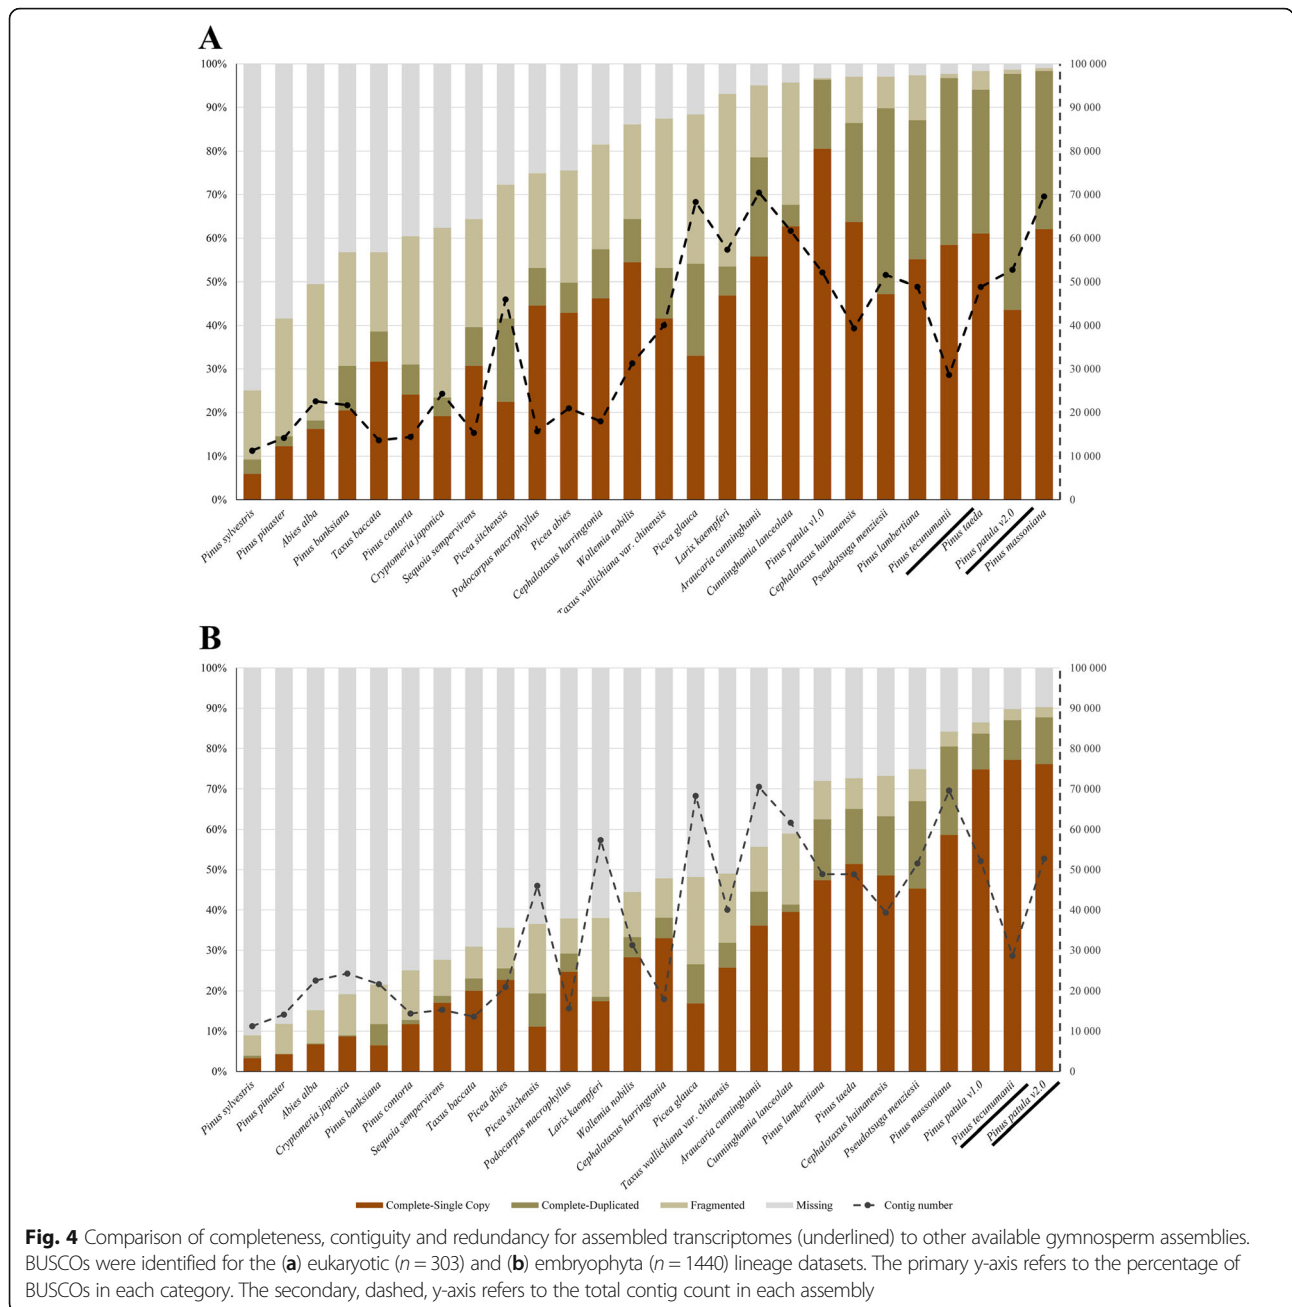 A
100%
90%
80%
70%
60%
50%
40%
30%
20%
10%
0%
100 000
90 000
80 000
70 000
60 000
50 000
40 000
30 000
20 000
10 000
0
Pinus sylvestris
Pinus pinaster
Abies alba
Pinus banksiana
Taxus baccata
Pinus contorta
Cryptomeria japonica
Sequoia sempervirens
Picea sitchensis
Podocarpus macrophyllus
Picea abies
Cephalotaxus harringtonia
Wollemia nobilis
Taxus wallichiana var. chinensis
Picea glauca
Larix kaempferi
Araucaria cunninghamii
Cunninghamia lanceolata
Pinus patula v1.0
Cephalotaxus hainanensis
Pseudotsuga menziesii
Pinus lambertiana
Pinus tecunumanii
Pinus taeda
Pinus patula v2.0
Pinus massoniana
B
100%
90%
80%
70%
60%
50%
40%
30%
20%
10%
0%
100 000
90 000
80 000
70 000
60 000
50 000
40 000
30 000
20 000
10 000
0
Pinus sylvestris
Pinus pinaster
Abies alba
Cryptomeria japonica
Pinus banksiana
Pinus contorta
Sequoia sempervirens
Taxus baccata
Picea abies
Picea sitchensis
Podocarpus macrophyllus
Larix kaempferi
Wollemia nobilis
Cephalotaxus harringtonia
Picea glauca
Taxus wallichiana var. chinensis
Araucaria cunninghamii
Cunninghamia lanceolata
Pinus lambertiana
Pinus taeda
Cephalotaxus hainanensis
Pseudotsuga menziesii
Pinus massoniana
Pinus patula v1.0
Pinus tecunumanii
Pinus patula v2.0
Complete-Single Copy Complete-Duplicated Fragmented Missing Contig number
Fig. 4 Comparison of completeness, contiguity and redundancy for assembled transcriptomes (underlined) to other available gymnosperm assemblies.
BUSCOs were identified for the (a) eukaryotic (n = 303) and (b) embryophyta (n = 1440) lineage datasets. The primary y-axis refers to the percentage of
BUSCOs in each category. The secondary, dashed, y-axis refers to the total contig count in each assembly